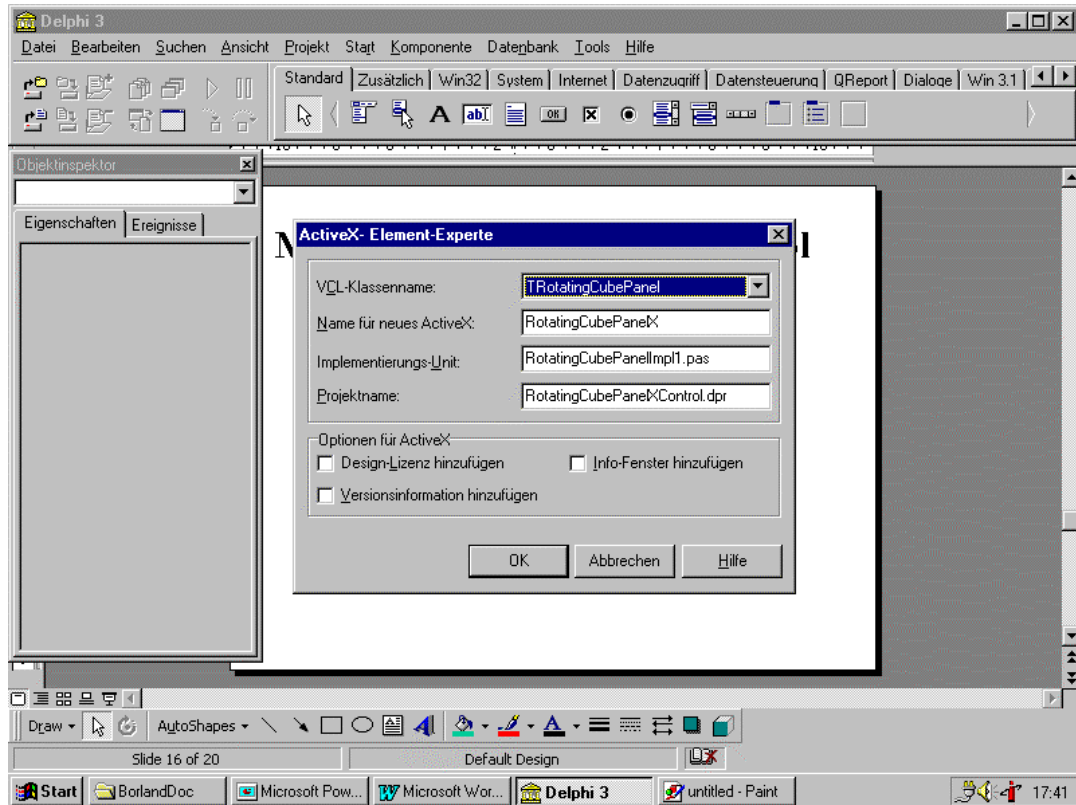 Delphi 3
Datei Bearbeiten Suchen Ansicht Projekt Start Komponente Datenbank Tools Hilfe
Standard Zusätzlich Win32 System Internet Datenzugriff Datensteuerung QReport Dialoge Win 3.1
A ab OK
Objektinspektor
Eigenschaften Ereignisse
ActiveX- Element-Experte
VCL-Klassenname: TRotatingCubePanel
Name für neues ActiveX: RotatingCubePanelX
Implementierungs-Unit: RotatingCubePanelImpl1.pas
Projektname: RotatingCubePanelXControl.dpr
Optionen für ActiveX
Design-Lizenz hinzufügen Info-Fenster hinzufügen
Versionsinformation hinzufügen
OK Abbrechen Hilfe
Draw AutoShapes
Slide 16 of 20 Default Design
Start BorlandDoc Microsoft Pow... Microsoft Wor... Delphi 3 untitled - Paint 17:41